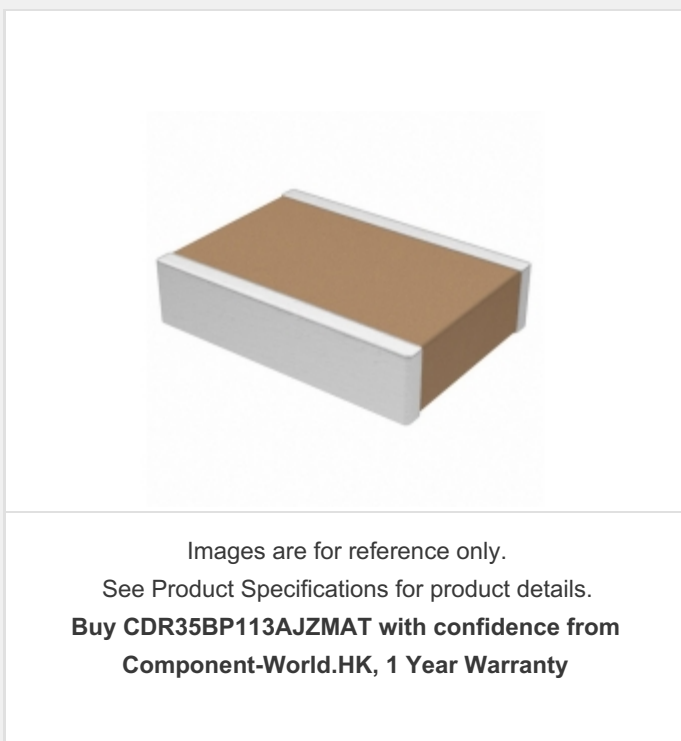 Images are for reference only.
See Product Specifications for product details.
Buy CDR35BP113AJZMAT with confidence from
Component-World.HK, 1 Year Warranty